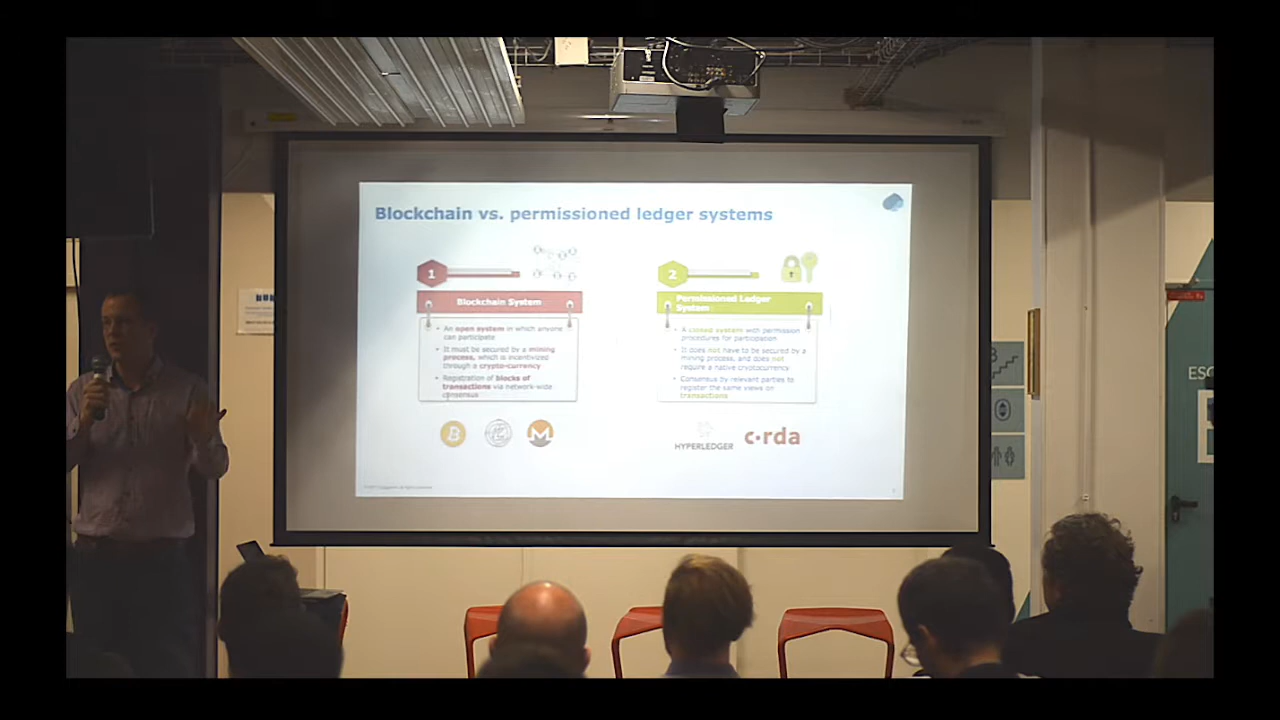 Blockchain vs. permissioned ledger systems
1
Blockchain System
• An open system in which anyone
can participate
• It must be secured by a mining
process, which is incentivized
through a crypto-currency
• Registration of blocks of
transactions via network-wide
consensus
2
Permissioned Ledger
System
• A closed system with permission
procedures for participation
• It does not have to be secured by a
mining process, and does not
require a native cryptocurrency
• Consensus by relevant parties to
register the same views on
transactions
HYPERLEDGER
c·rda
3
ESC